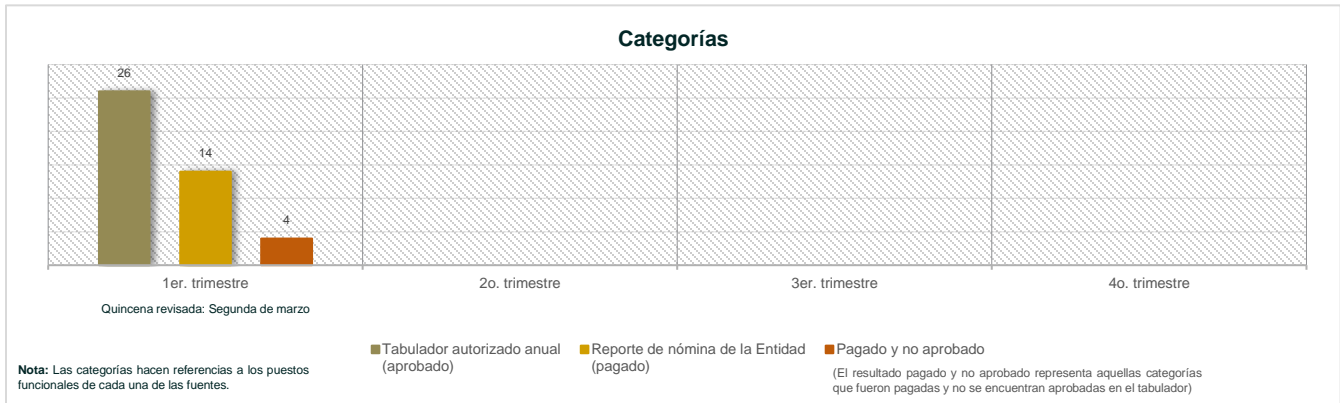 Categorías
26
14
4
1er. trimestre
2o. trimestre
3er. trimestre
4o. trimestre
Quincena revisada: Segunda de marzo
Tabulador autorizado anual
(aprobado)
Reporte de nómina de la Entidad
(pagado)
Pagado y no aprobado
(El resultado pagado y no aprobado representa aquellas categorías
que fueron pagadas y no se encuentran aprobadas en el tabulador)
Nota: Las categorías hacen referencias a los puestos
funcionales de cada una de las fuentes.